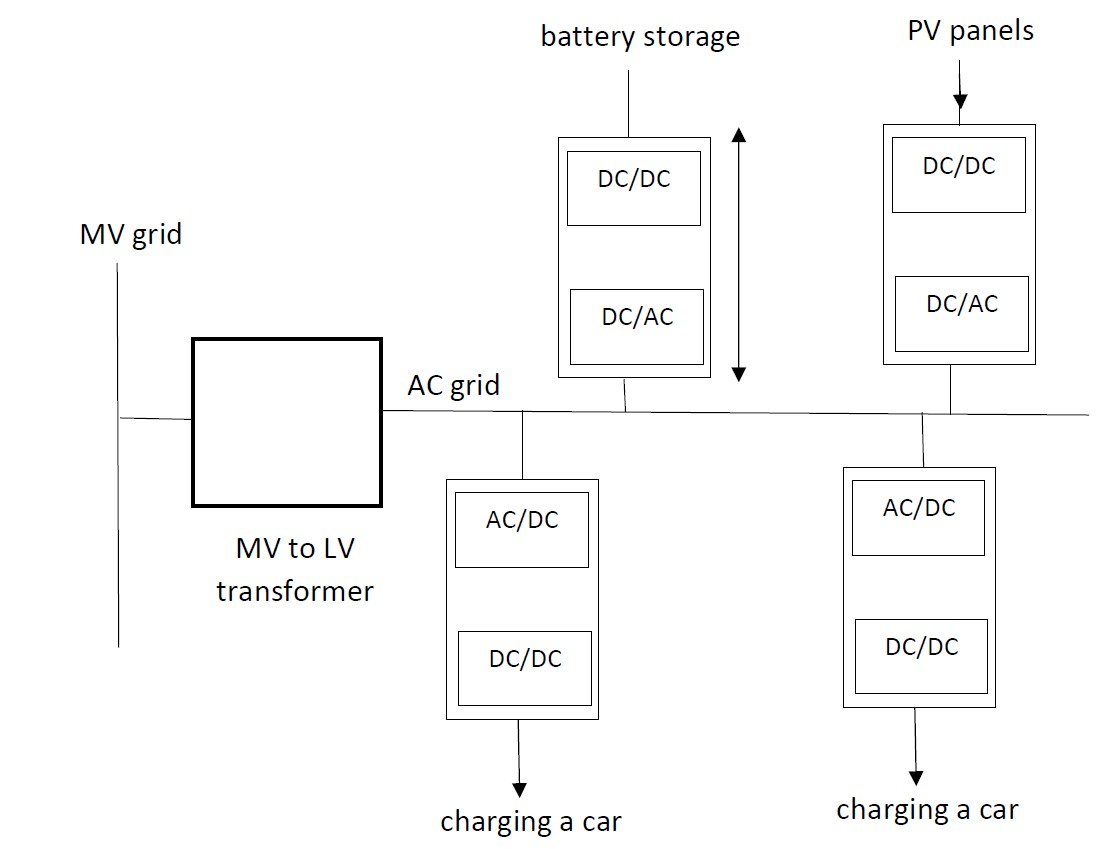 battery storage
PV panels
DC/DC
DC/AC
DC/DC
DC/AC
MV grid
AC grid
MV to LV
transformer
AC/DC
DC/DC
charging a car
AC/DC
DC/DC
charging a car